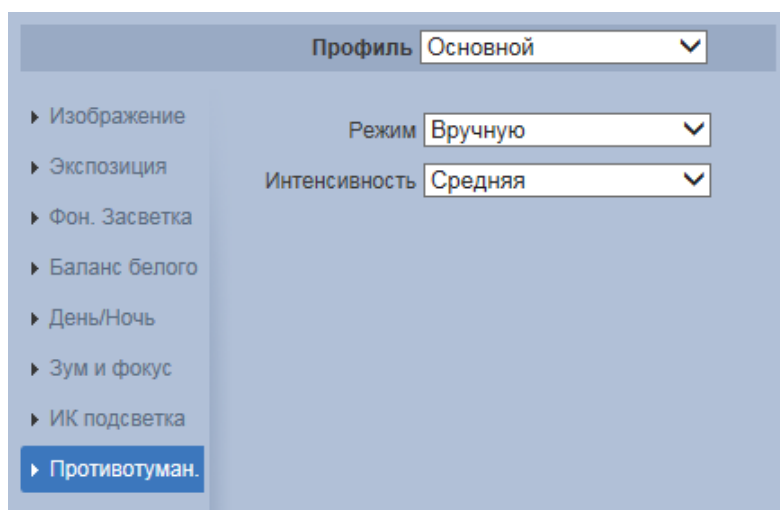 Профиль Основной
Изображение
Режим Вручную
Экспозиция
Интенсивность Средняя
Фон. Засветка
Баланс белого
День/Ночь
Зум и фокус
ИК подсветка
Противотуман.